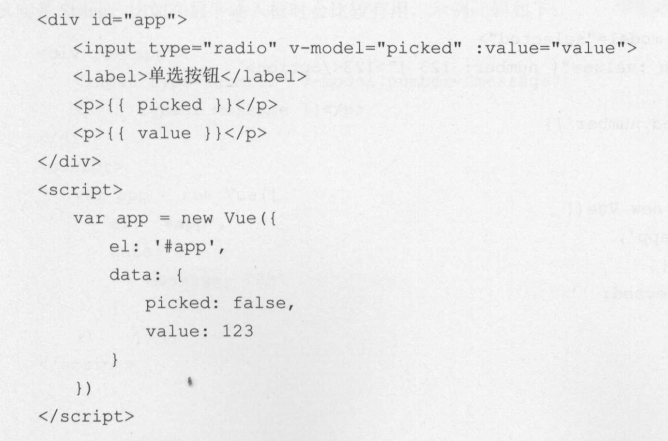 <div id="app">
<input type="radio" v-model="picked" :value="value">
<label>单选按钮</label>
<p>{{ picked }}</p>
<p>{{ value }}</p>
</div>
<script>
var app = new Vue({
el: '#app',
data: {
picked: false,
value: 123
}
})
</script>